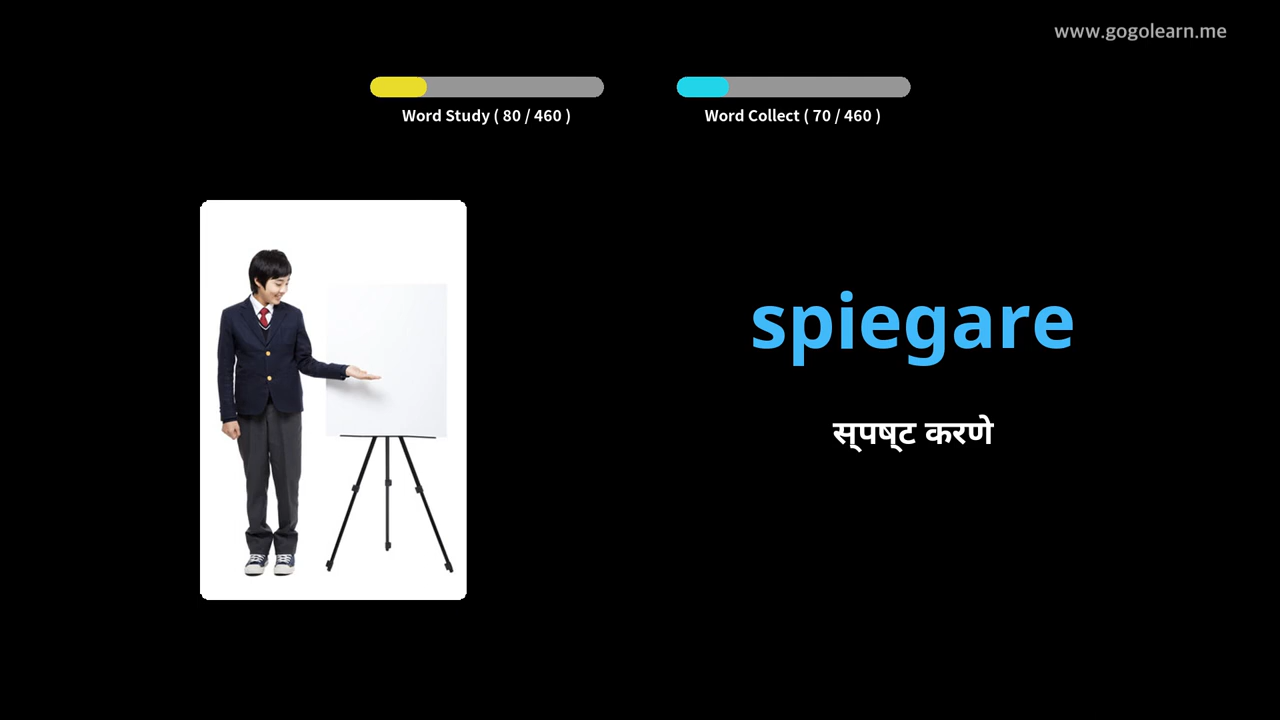 www.gogolearn.me
Word Study ( 80 / 460 )
Word Collect ( 70 / 460 )
spiegare
स्पष्ट करणे